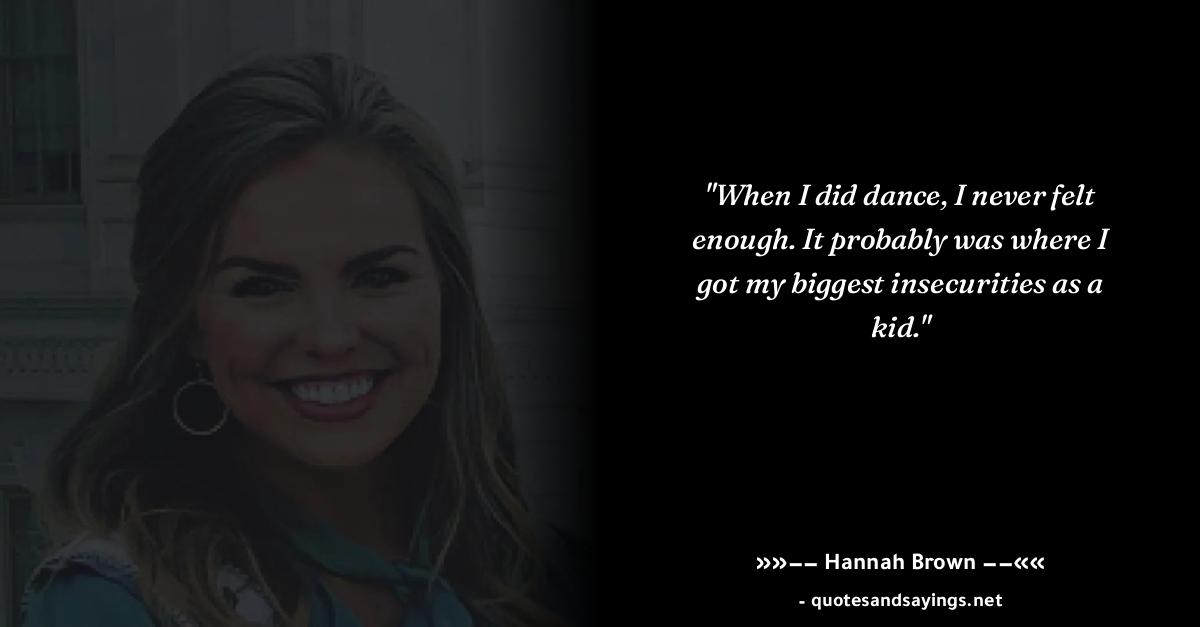 "When I did dance, I never felt
enough. It probably was where I
got my biggest insecurities as a
kid."
»»−− Hannah Brown −−««
- quotesandsayings.net